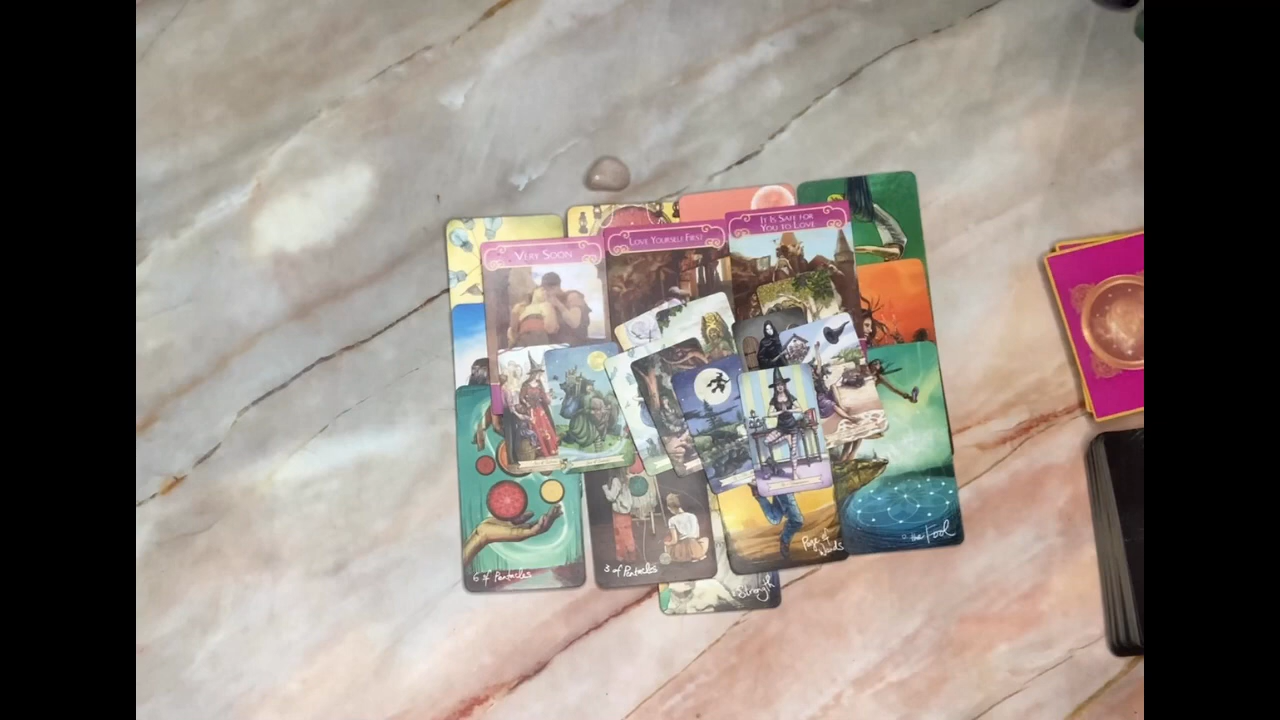 VERY SOON
LOVE YOURSELF FIRST
IT IS SAFE FOR
YOU TO LOVE
6 of Pentacles
3 of Pentacles
Page of
Wands
the Fool
Strength